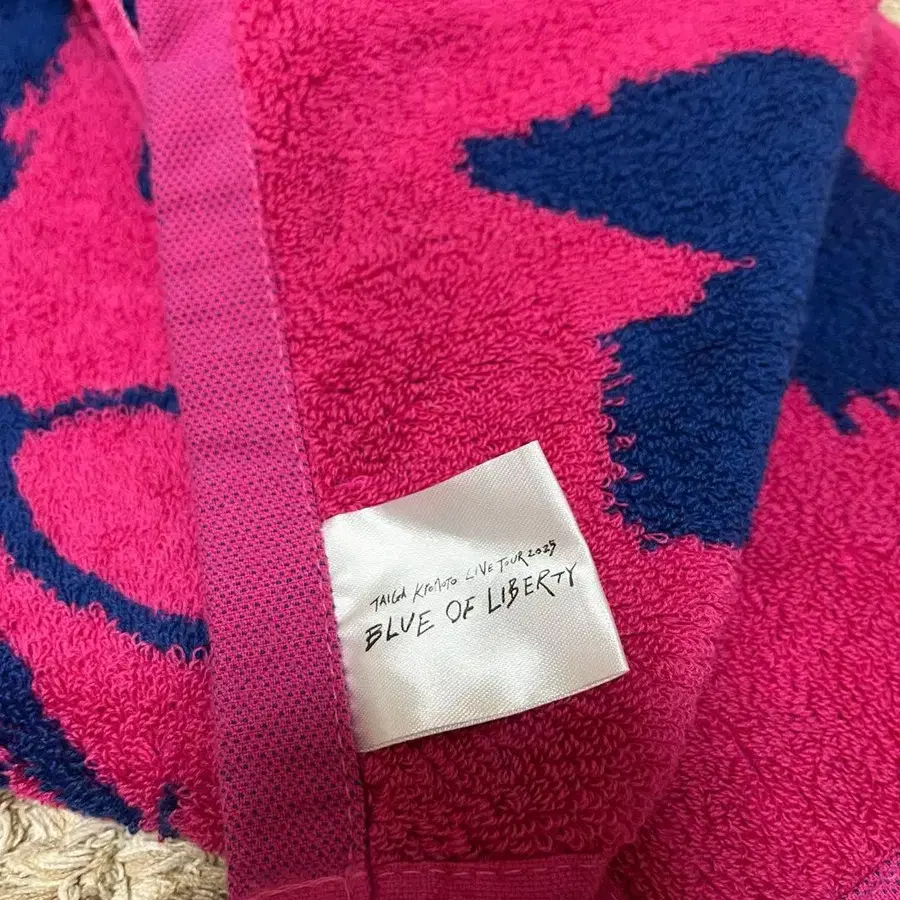 TAIGA KYOMOTO LIVE TOUR 2025
BLUE OF LIBERTY